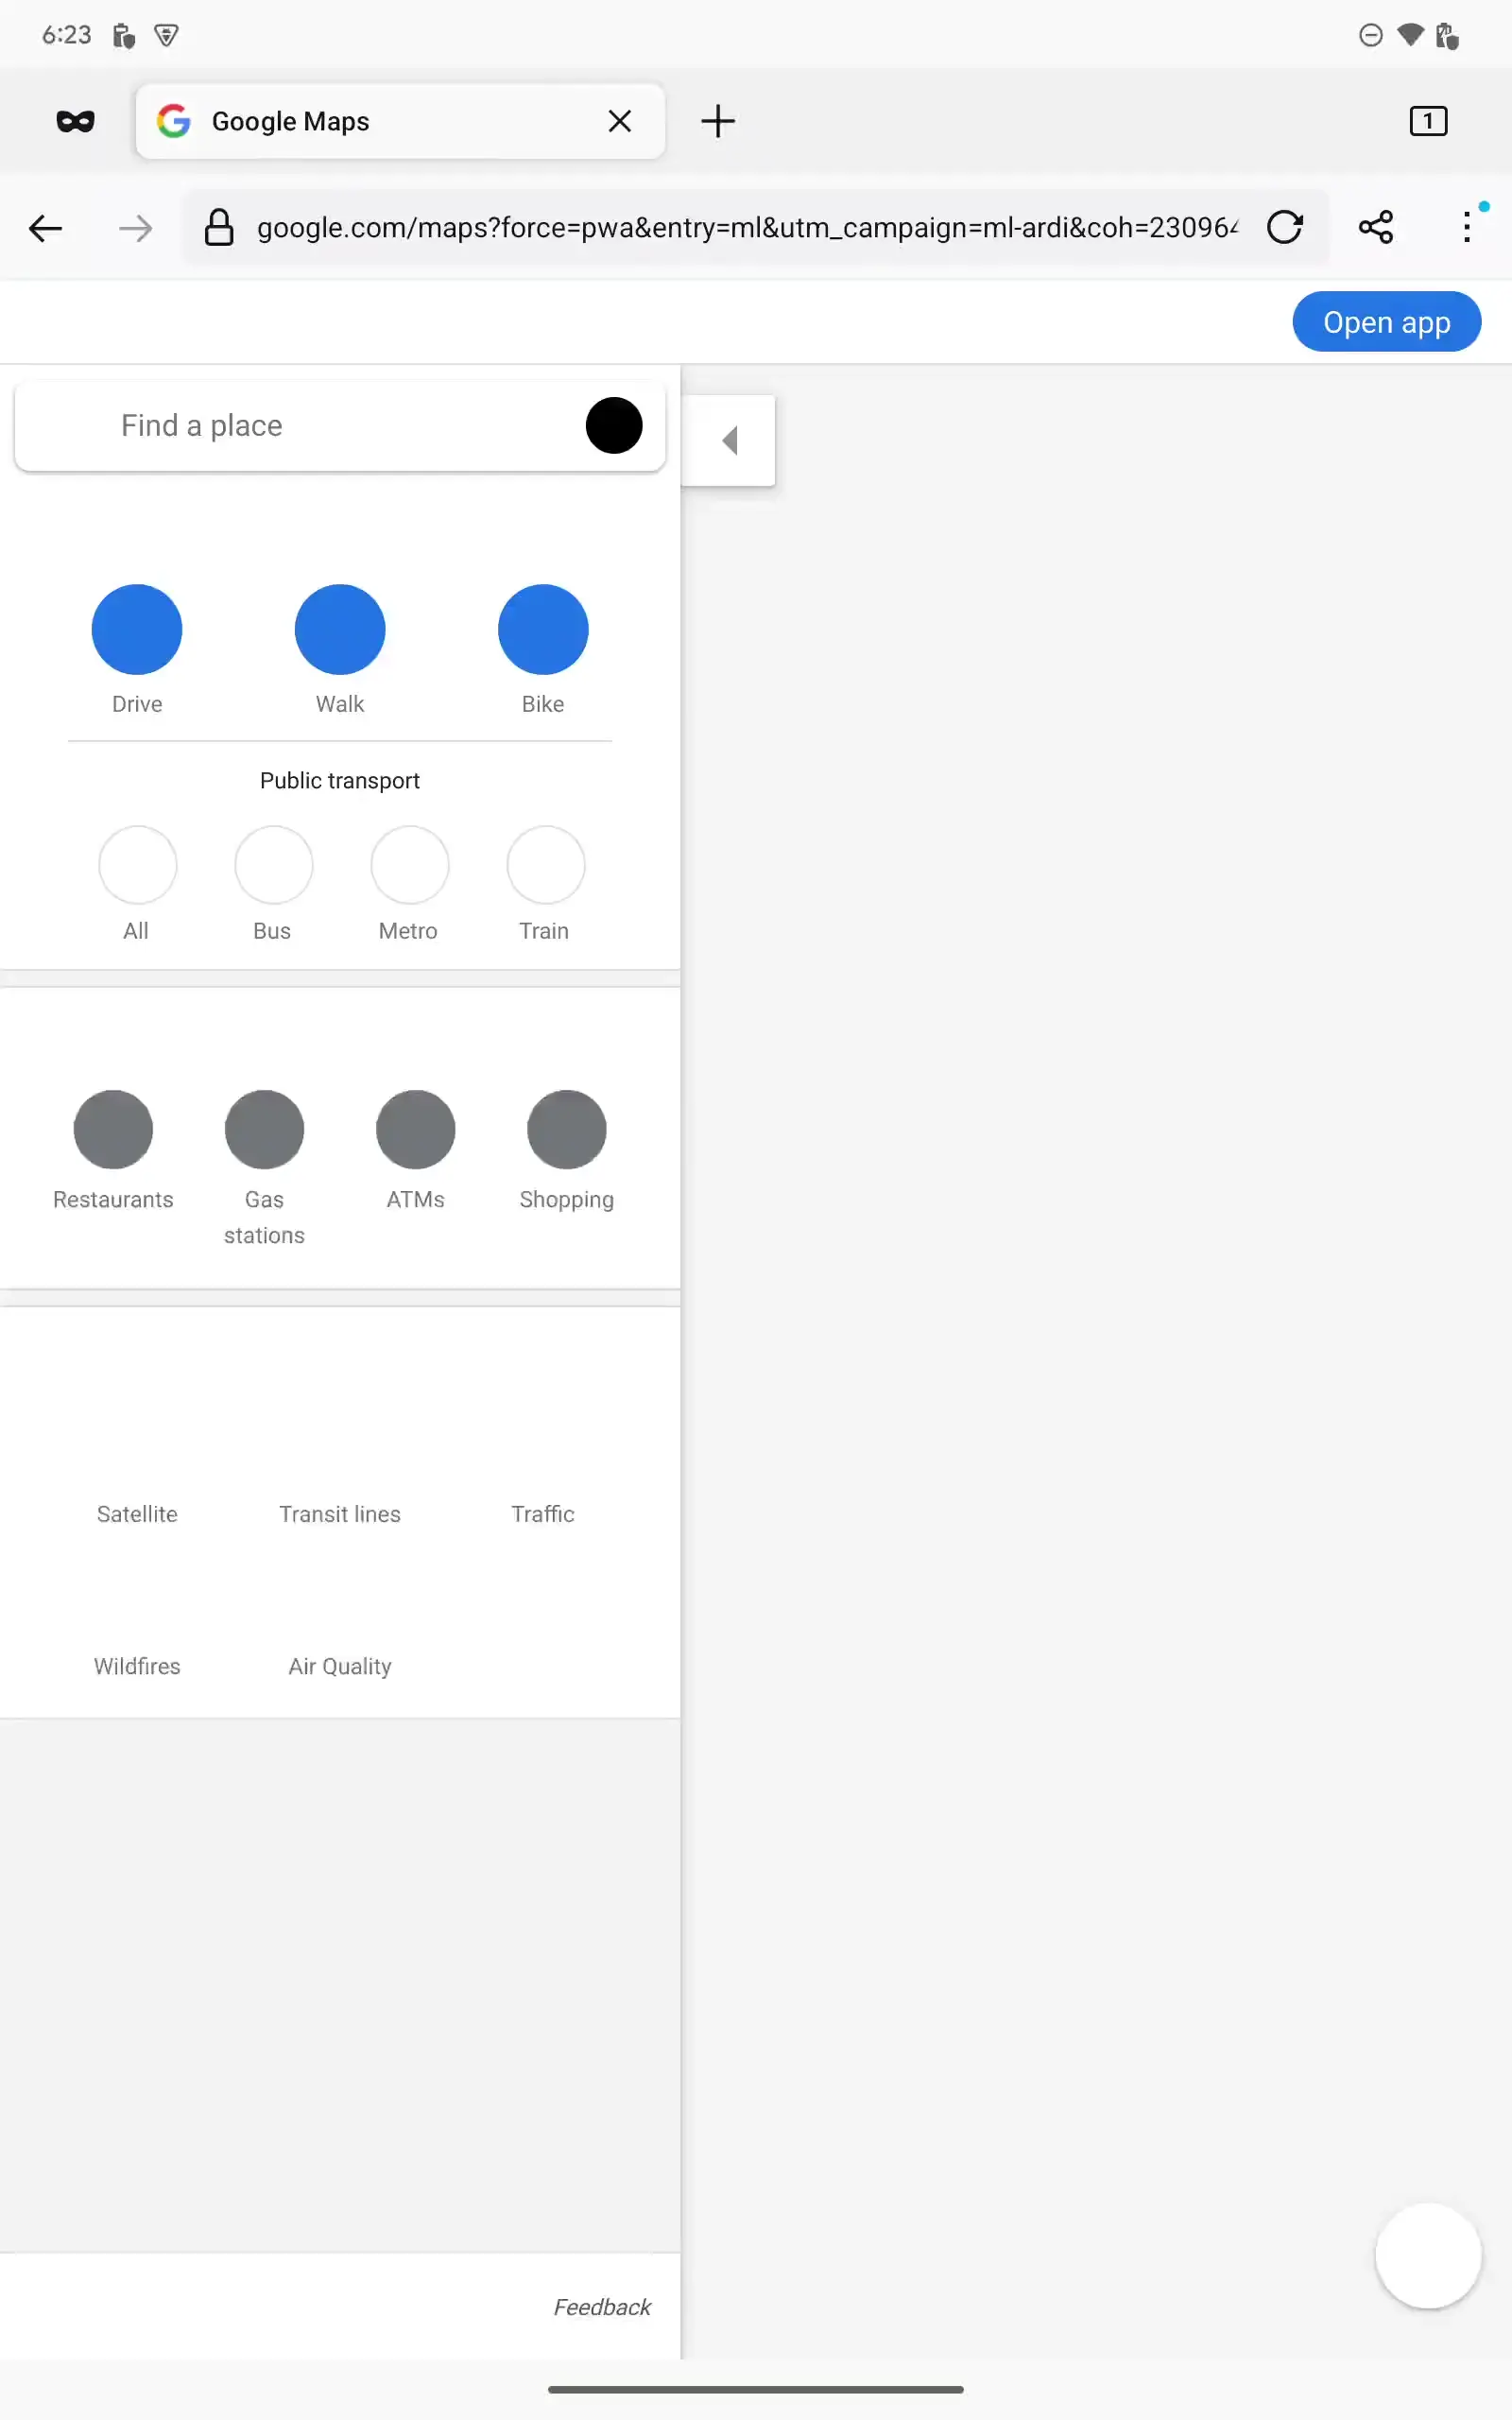 6:23
Google Maps
1
google.com/maps?force=pwa&entry=ml&utm_campaign=ml-ardi&coh=230964
Open app
Find a place
Drive
Walk
Bike
Public transport
All
Bus
Metro
Train
Restaurants
Gas
stations
ATMs
Shopping
Satellite
Transit lines
Traffic
Wildfires
Air Quality
Feedback